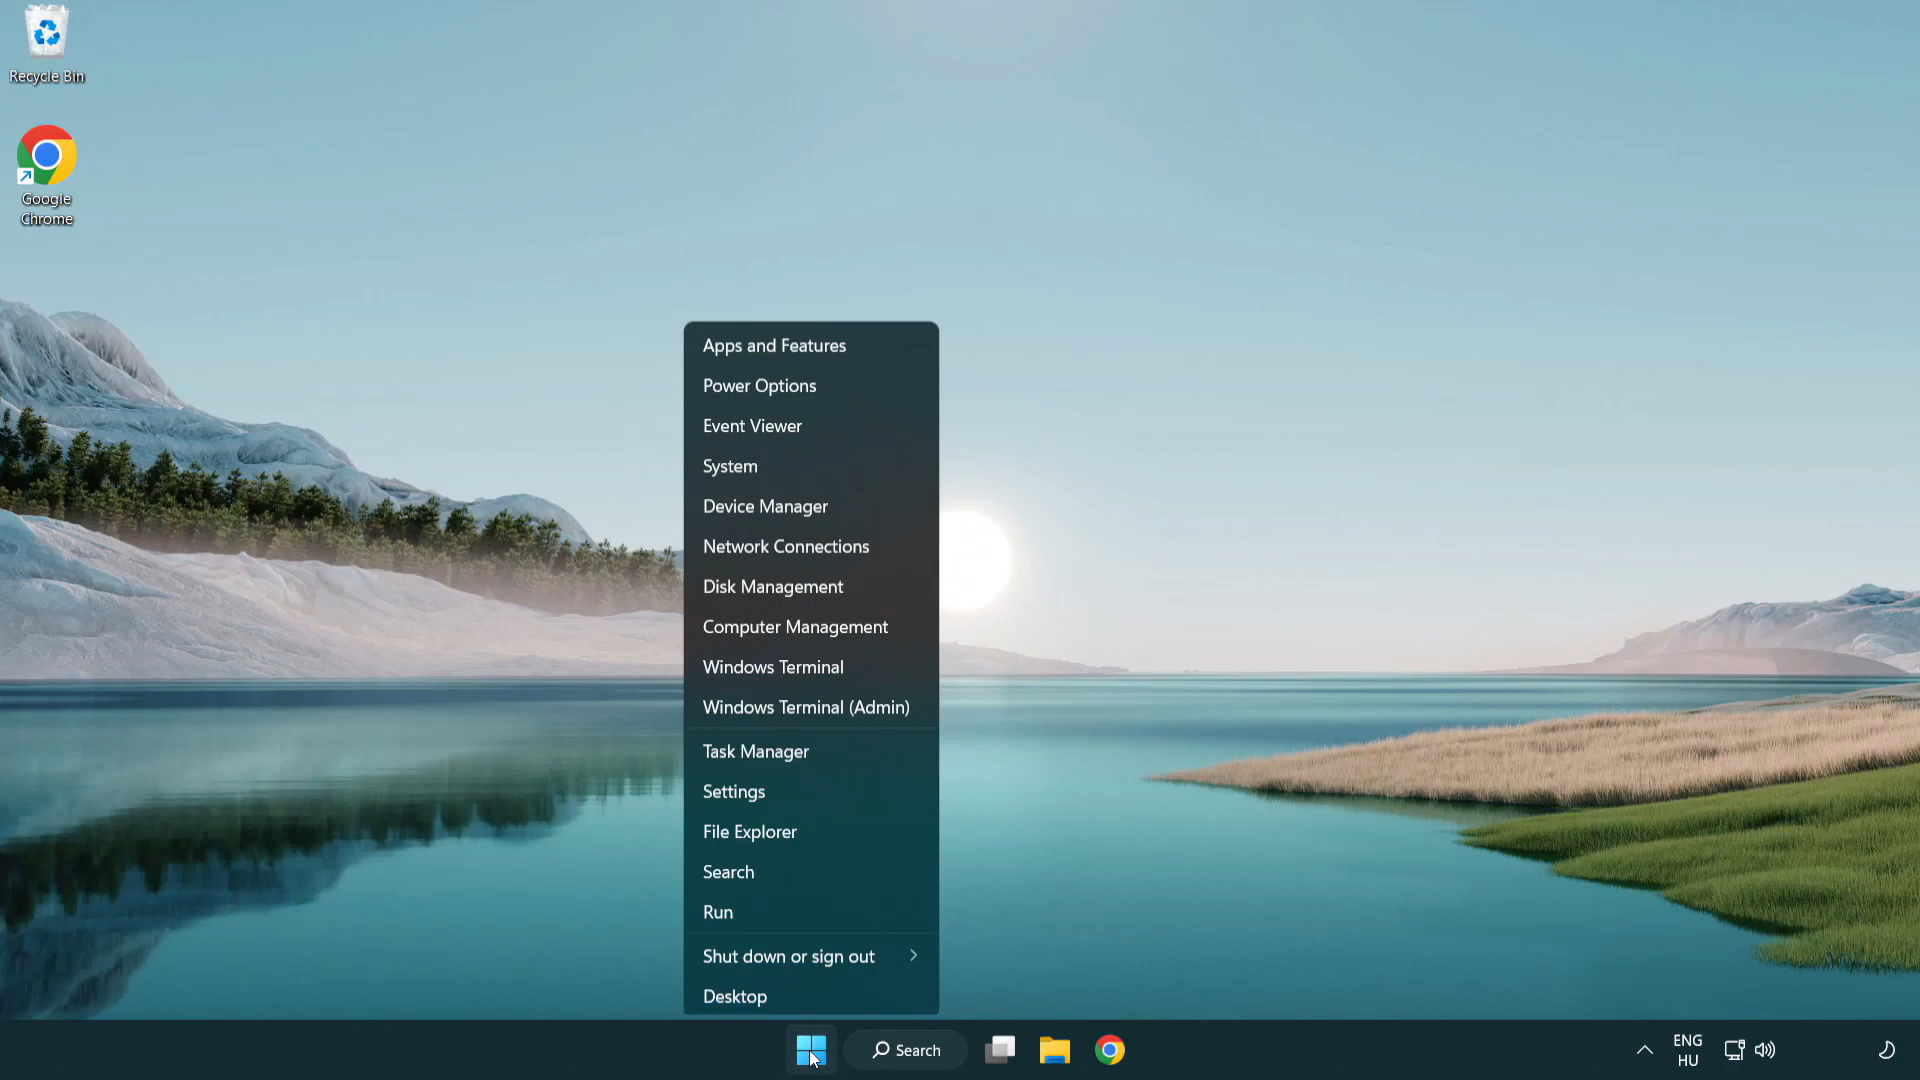 Recycle Bin
Google
Chrome
Apps and Features
Power Options
Event Viewer
System
Device Manager
Network Connections
Disk Management
Computer Management
Windows Terminal
Windows Terminal (Admin)
Task Manager
Settings
File Explorer
Search
Run
Shut down or sign out
Desktop
Search
ENG
HU